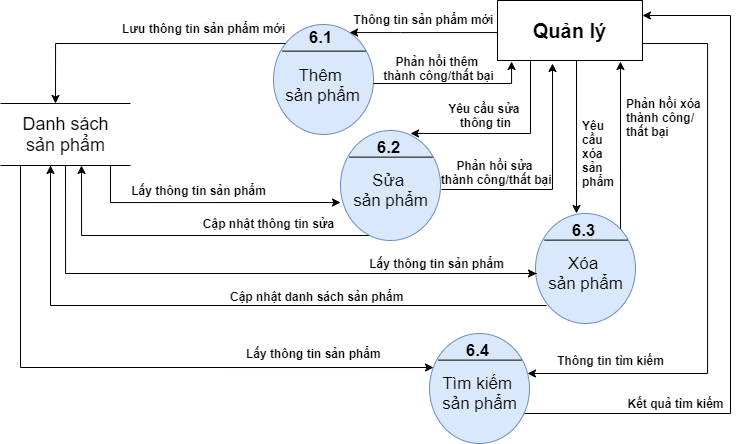 Lưu thông tin sản phẩm mới
6.1
Thêm
sản phẩm
Thông tin sản phẩm mới
Quản lý
Phản hồi thêm
thành công/thất bại
Danh sách
sản phẩm
Yêu cầu sửa
thông tin
Yêu
cầu
xóa
sản
phẩm
Phản hồi xóa
thành công/
thất bại
6.2
Sửa
sản phẩm
Phản hồi sửa
thành công/thất bại
Lấy thông tin sản phẩm
Cập nhật thông tin sửa
6.3
Xóa
sản phẩm
Lấy thông tin sản phẩm
Cập nhật danh sách sản phẩm
6.4
Tìm kiếm
sản phẩm
Lấy thông tin sản phẩm
Thông tin tìm kiếm
Kết quả tìm kiếm